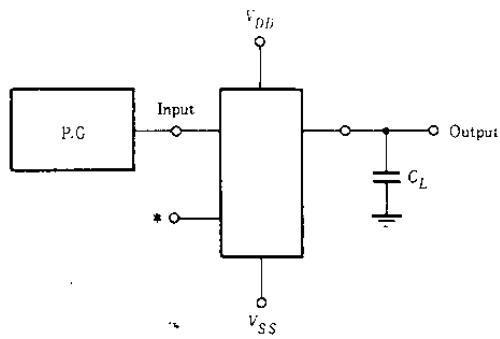 V_DD
P.G
Input
Output
C_L
*
V_SS